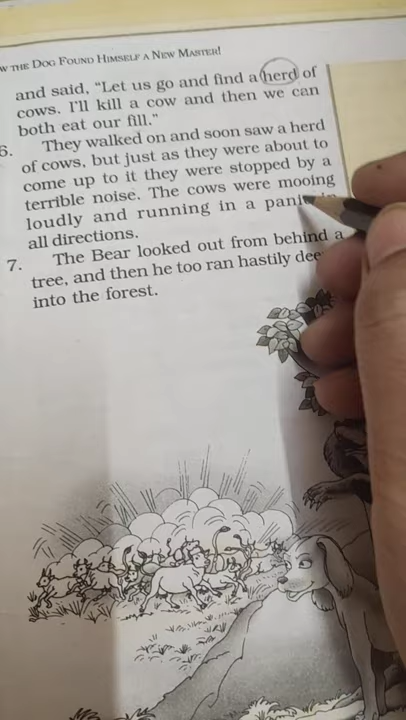 W THE DOG FOUND HIMSELF A NEW MASTER!
and said, "Let us go and find a herd of
cows. I'll kill a cow and then we can
both eat our fill."
6. They walked on and soon saw a herd
of cows, but just as they were about to
come up to it they were stopped by a
terrible noise. The cows were mooing
loudly and running in a in
all directions.
7. The Bear looked out from behind a
tree, and then he too ran hastily
into the forest.